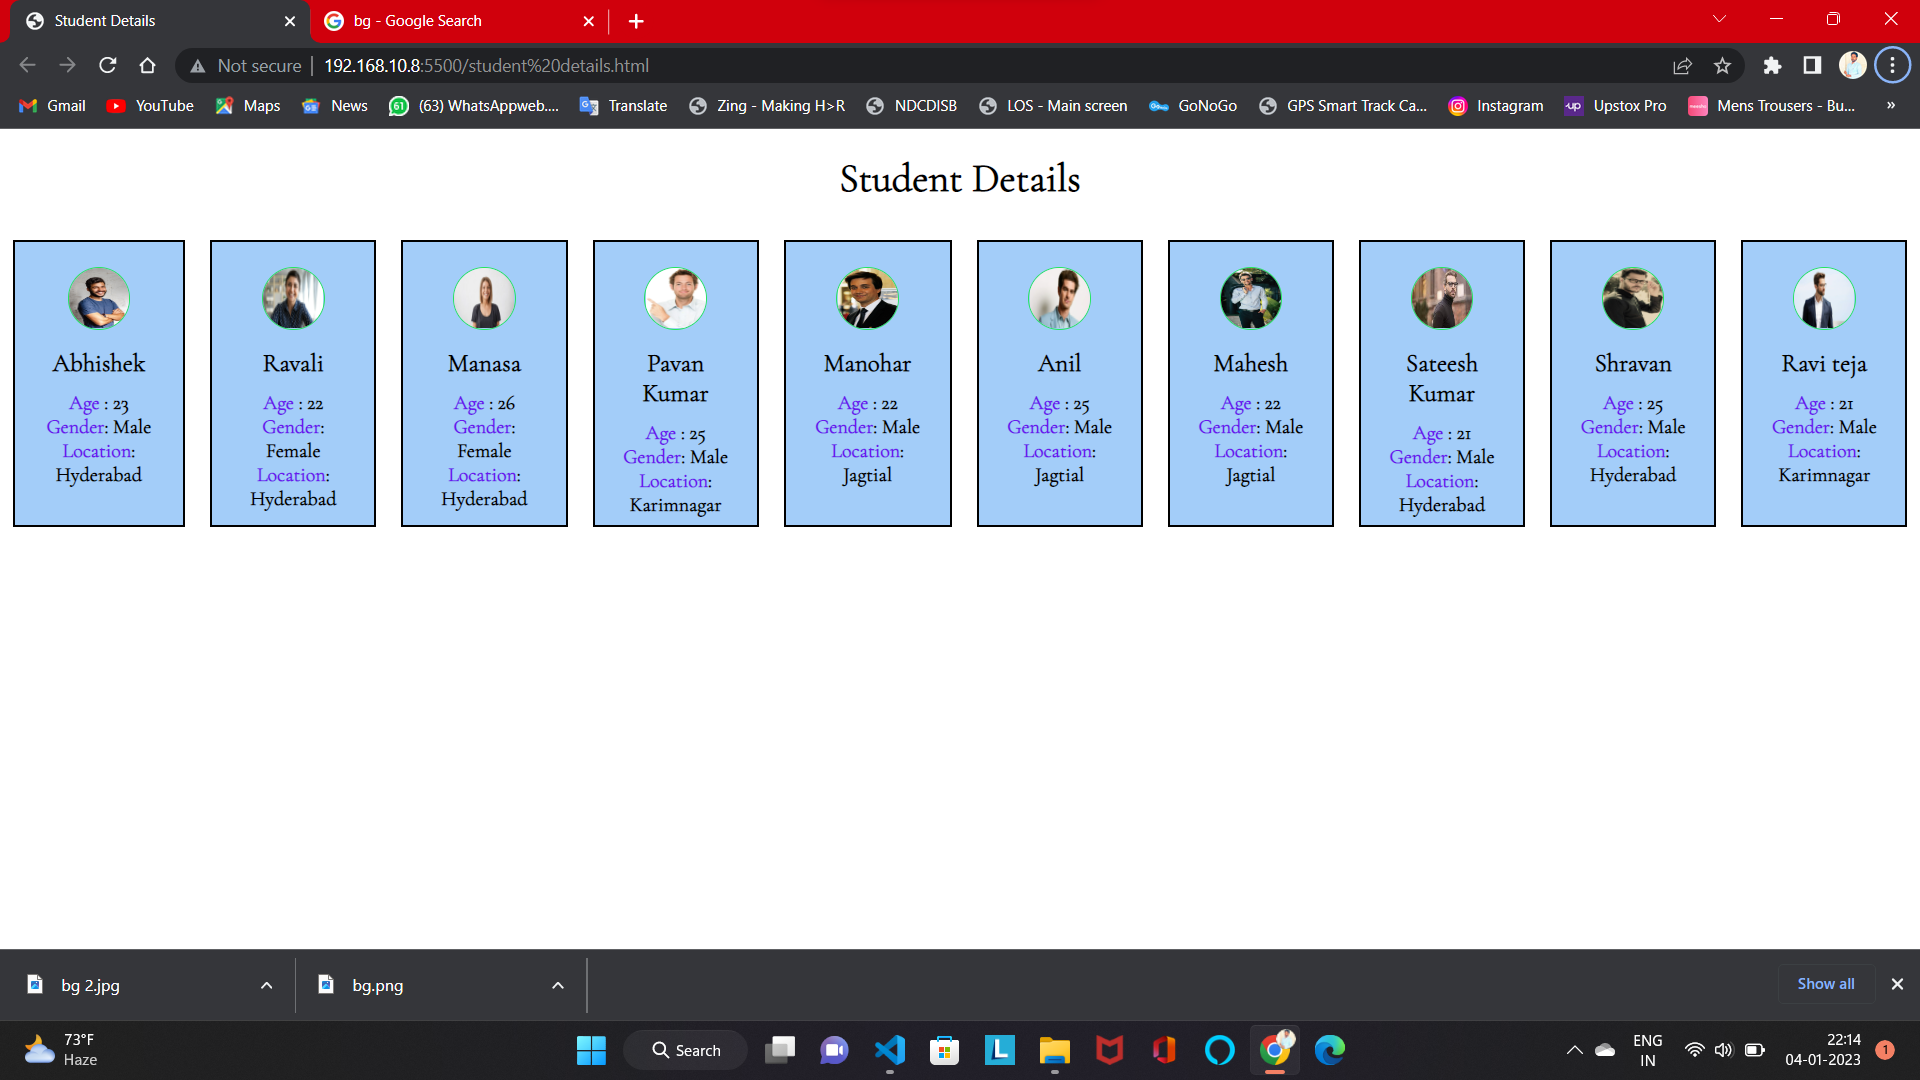 Student Details
bg - Google Search
Not secure
192.168.10.8:5500/student%20details.html
Gmail
YouTube
Maps
News
61
(63) WhatsAppweb....
Translate
Zing - Making H>R
NDCDISB
LOS - Main screen
GoNoGo
GPS Smart Track Ca...
Instagram
up
Upstox Pro
Mens Trousers - Bu...
»
Student Details
Abhishek
Age : 23
Gender: Male
Location:
Hyderabad
Ravali
Age : 22
Gender:
Female
Location:
Hyderabad
Manasa
Age : 26
Gender:
Female
Location:
Hyderabad
Pavan
Kumar
Age : 25
Gender: Male
Location:
Karimnagar
Manohar
Age : 22
Gender: Male
Location:
Jagtial
Anil
Age : 25
Gender: Male
Location:
Jagtial
Mahesh
Age : 22
Gender: Male
Location:
Jagtial
Sateesh
Kumar
Age : 21
Gender: Male
Location:
Hyderabad
Shravan
Age : 25
Gender: Male
Location:
Hyderabad
Ravi teja
Age : 21
Gender: Male
Location:
Karimnagar
bg 2.jpg
bg.png
Show all
73°F
Haze
Search
L
ENG
IN
22:14
04-01-2023
1